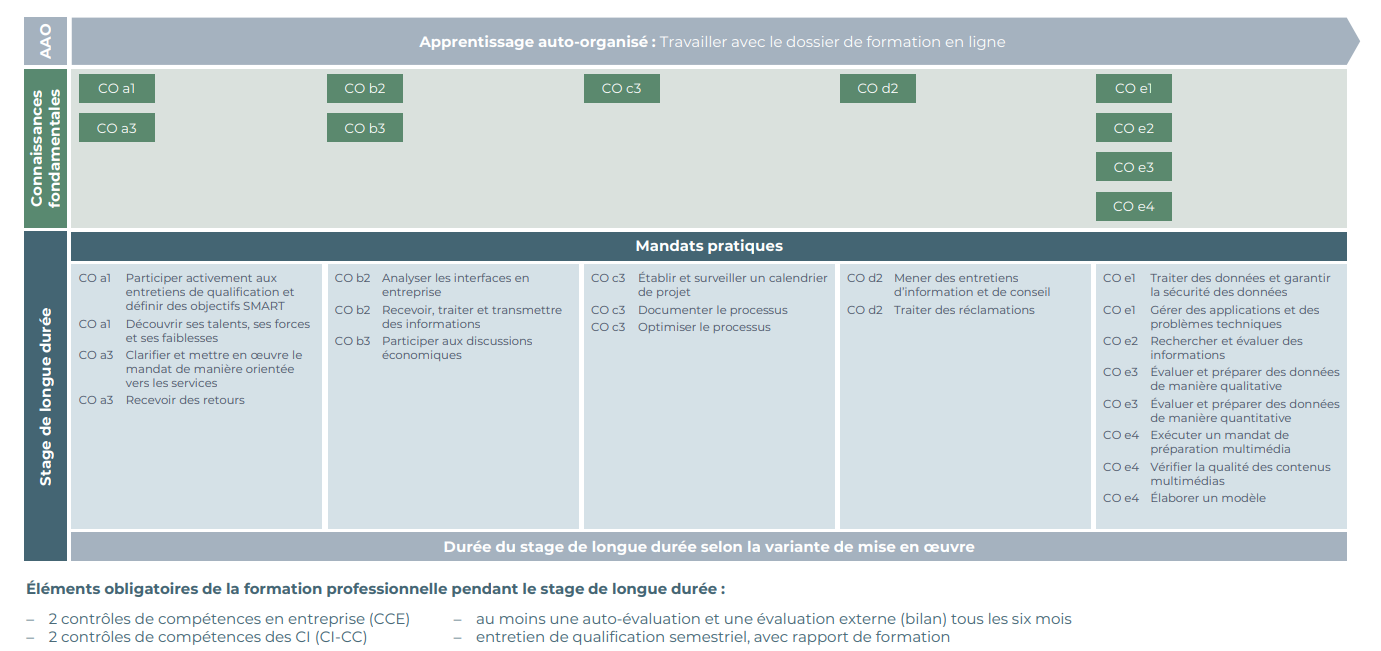 AAO
Apprentissage auto-organisé : Travailler avec le dossier de formation en ligne
Connaissances
fondamentales
CO a1
CO a3
CO b2
CO b3
CO c3
CO d2
CO e1
CO e2
CO e3
CO e4
Stage de longue durée
Mandats pratiques
CO a1 Participer activement aux
entretiens de qualification et
définir des objectifs SMART
CO a1 Découvrir ses talents, ses forces
et ses faiblesses
CO a3 Clarifier et mettre en œuvre le
mandat de manière orientée
vers les services
CO a3 Recevoir des retours
CO b2 Analyser les interfaces en
entreprise
CO b2 Recevoir, traiter et transmettre
des informations
CO b3 Participer aux discussions
économiques
CO c3 Établir et surveiller un calendrier
de projet
CO c3 Documenter le processus
CO c3 Optimiser le processus
CO d2 Mener des entretiens
d'information et de conseil
CO d2 Traiter des réclamations
CO e1 Traiter des données et garantir
la sécurité des données
CO e1 Gérer des applications et des
problèmes techniques
CO e2 Rechercher et évaluer des
informations
CO e3 Évaluer et préparer des données
de manière qualitative
CO e3 Évaluer et préparer des données
de manière quantitative
CO e4 Exécuter un mandat de
préparation multimédia
CO e4 Vérifier la qualité des contenus
multimédias
CO e4 Élaborer un modèle
Durée du stage de longue durée selon la variante de mise en œuvre
Éléments obligatoires de la formation professionnelle pendant le stage de longue durée :
– 2 contrôles de compétences en entreprise (CCE)
– 2 contrôles de compétences des CI (CI-CC)
– au moins une auto-évaluation et une évaluation externe (bilan) tous les six mois
– entretien de qualification semestriel, avec rapport de formation